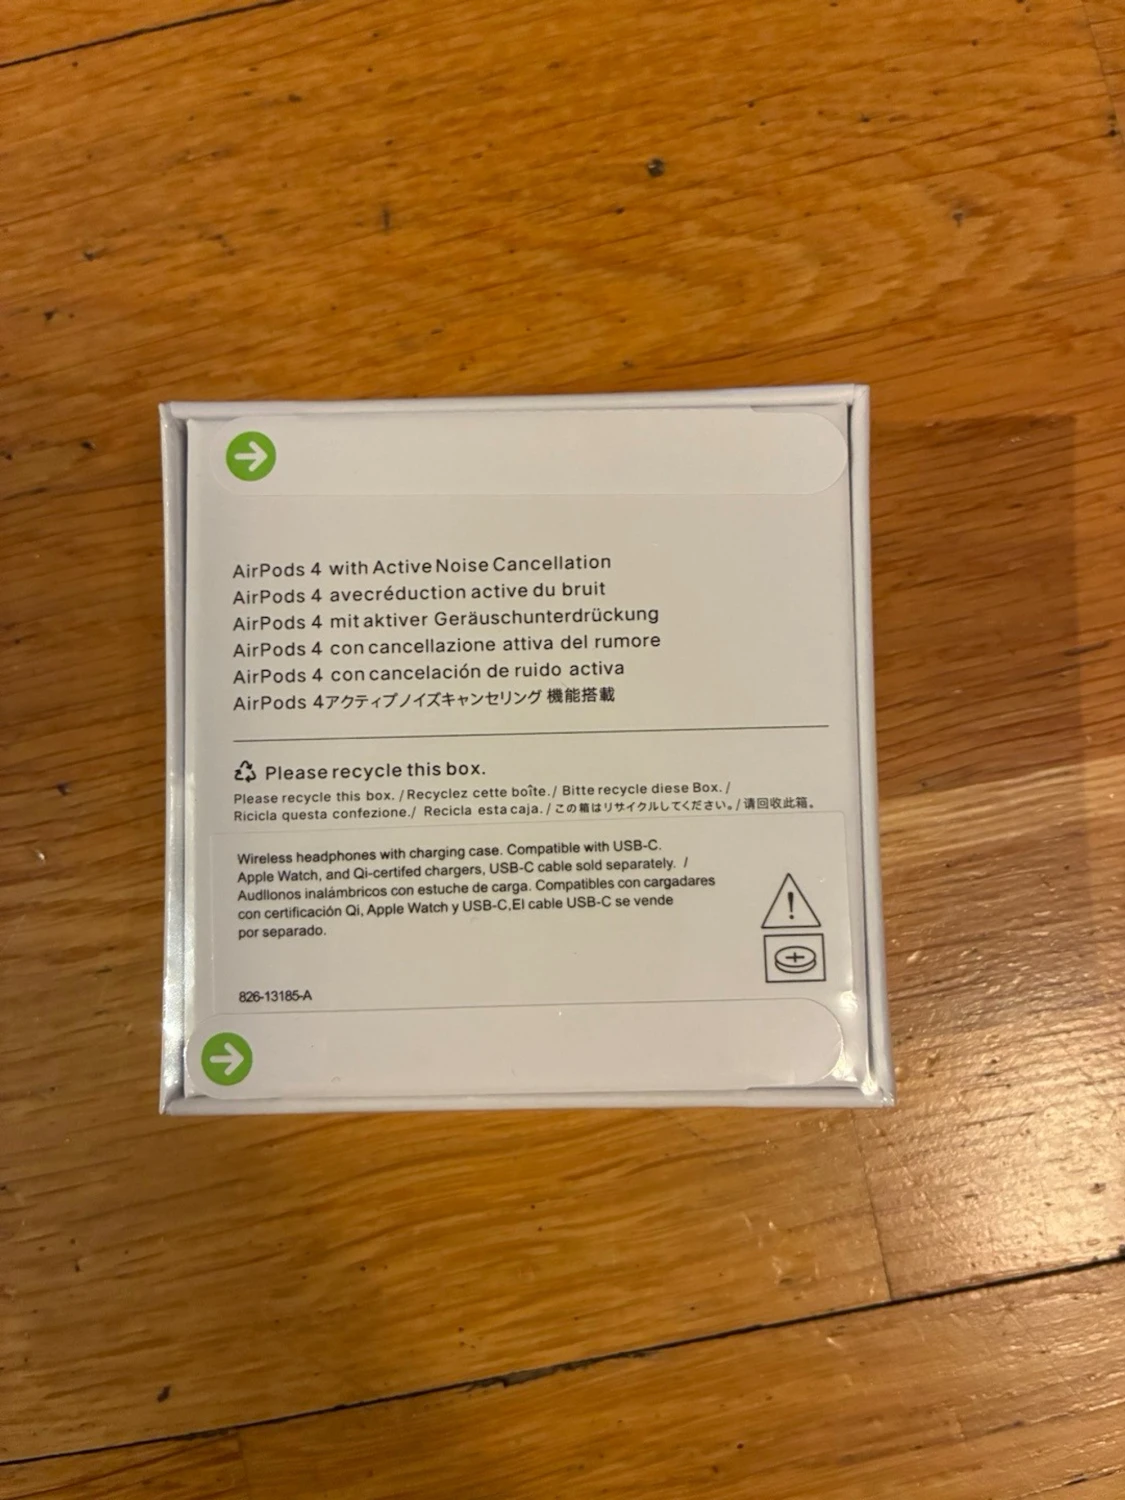 AirPods 4 with Active Noise Cancellation
AirPods 4 avecréduction active du bruit
AirPods 4 mit aktiver Geräuschunterdrückung
AirPods 4 con cancellazione attiva del rumore
AirPods 4 con cancelación de ruido activa
AirPods 4アクティブノイズキャンセリング 機能搭載
Please recycle this box.
Please recycle this box. / Recyclez cette boîte. / Bitte recycle diese Box. /
Ricicla questa confezione./ Recicla esta caja. / この箱はリサイクルしてください。/ 请回收此箱。
Wireless headphones with charging case. Compatible with USB-C.
Apple Watch, and Qi-certifed chargers, USB-C cable sold separately. /
Audllonos inalámbricos con estuche de carga. Compatibles con cargadares
con certificación Qi, Apple Watch y USB-C,El cable USB-C se vende
por separado.
826-13185-A